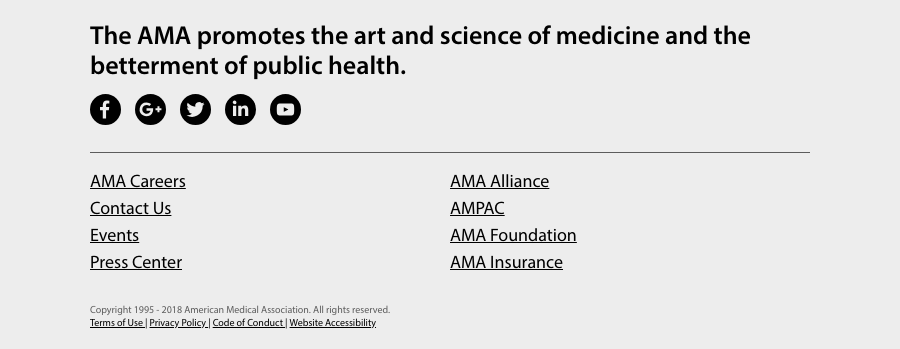 The AMA promotes the art and science of medicine and the
betterment of public health.
AMA Careers
Contact Us
Events
Press Center
AMA Alliance
AMPAC
AMA Foundation
AMA Insurance
Copyright 1995 - 2018 American Medical Association. All rights reserved.
Terms of Use | Privacy Policy | Code of Conduct | Website Accessibility